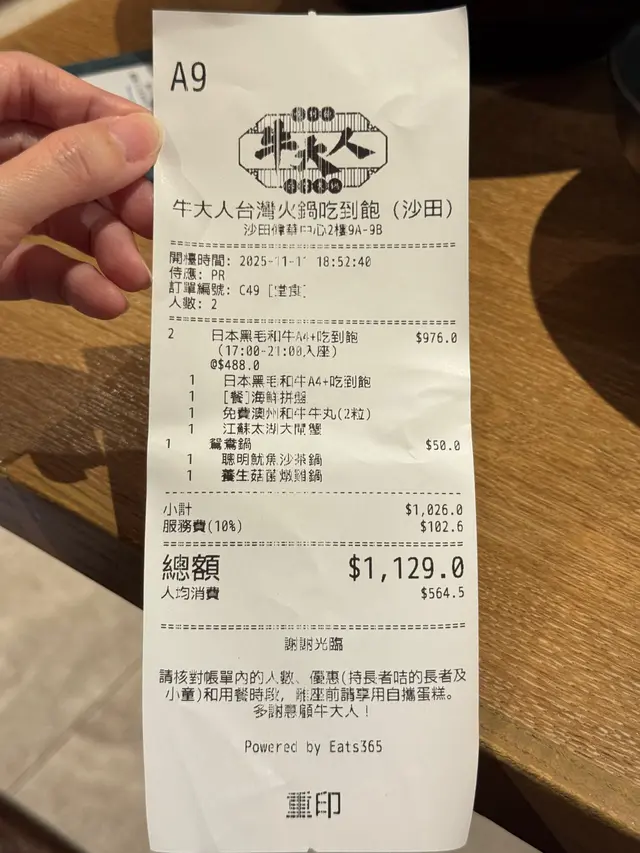 A9
牛大人
牛大人台灣火鍋吃到飽 (沙田)
沙田偉華中心2樓9A-9B
開檯時間: 2025-11-11 18:52:40
侍應: PR
訂單編號: C49 [堂食]
人數: 2
2 日本黑毛和牛A4+吃到飽 $976.0
(17:00-21:00入座)
@$488.0
1 日本黑毛和牛A4+吃到飽
1 [餐]海鮮拼盤
1 免費澳州和牛牛丸(2粒)
1 江蘇太湖大閘蟹
1 鴛鴦鍋 $50.0
1 聰明魷魚沙茶鍋
1 養生菇菌燉雞鍋
小計 $1,026.0
服務費(10%) $102.6
總額 $1,129.0
人均消費 $564.5
謝謝光臨
請核對帳單內的人數、優惠(持長者咭的長者及
小童)和用餐時段, 離座前請享用自攜蛋糕。
多謝惠顧牛大人!
Powered by Eats365
重印